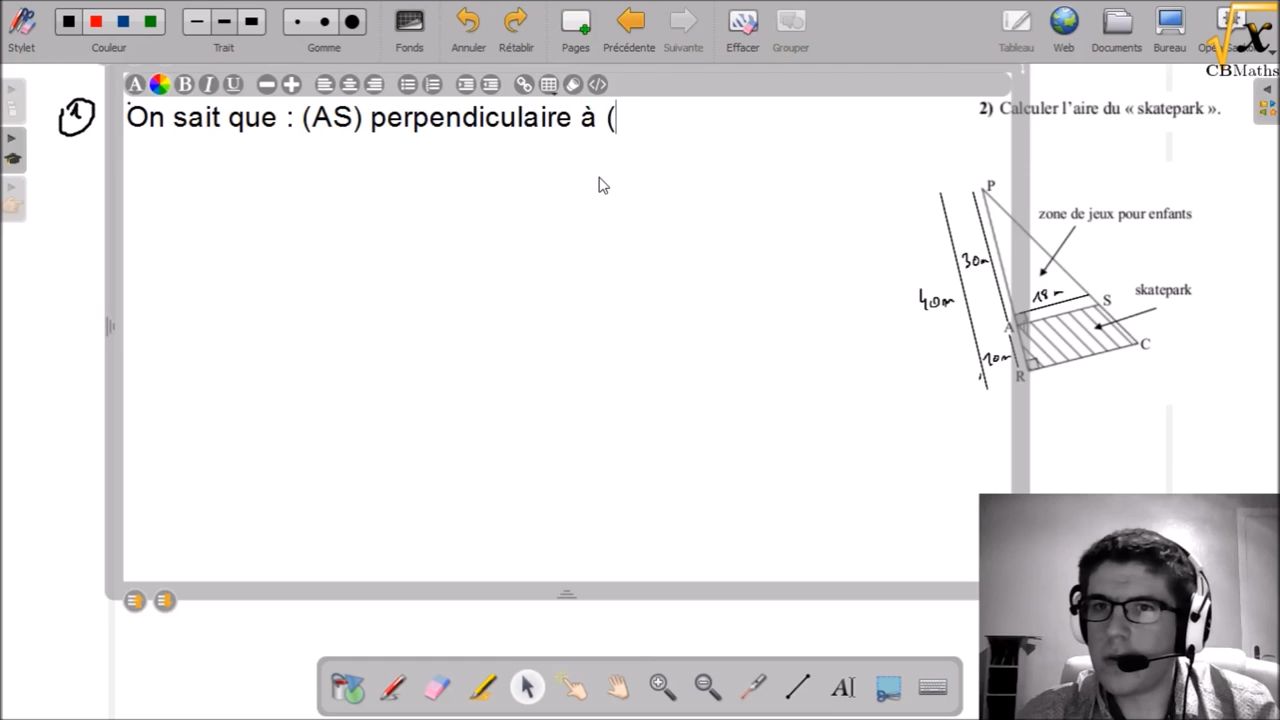 Stylet
Couleur
Trait
Gomme
Fonds
Annuler
Rétablir
Pages
Précédente
Suivante
Effacer
Grouper
Tableau
Web
Documents
Bureau
√x
CBMaths
1
On sait que : (AS) perpendiculaire à (
2) Calculer l'aire du « skatepark ».
P
zone de jeux pour enfants
30m
18m
skatepark
40m
S
A
C
10m
R